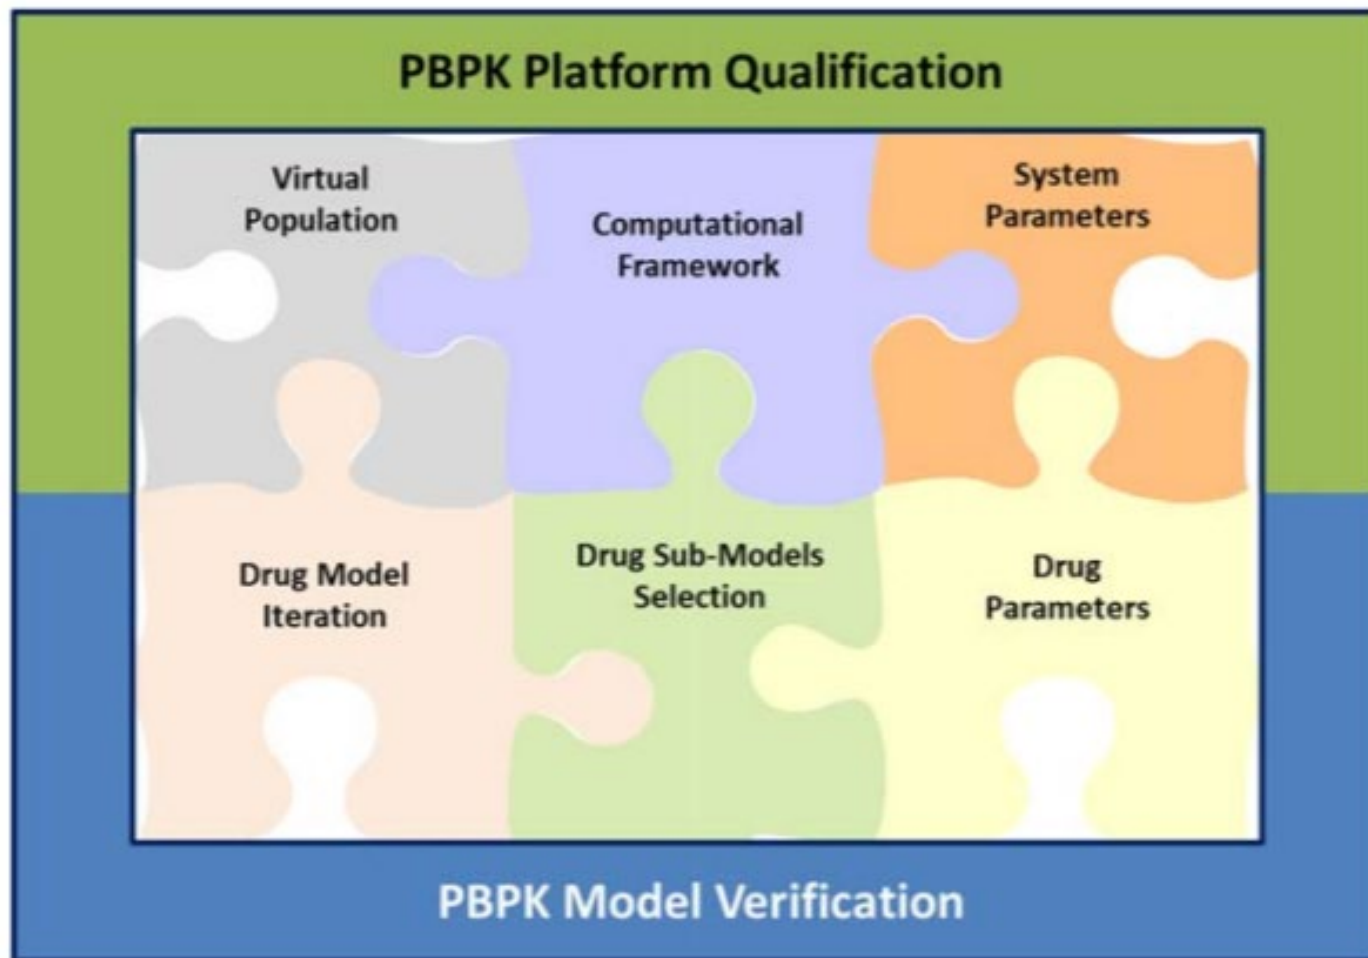 PBPK Platform Qualification
Virtual
Population
Computational
Framework
System
Parameters
Drug Model
Iteration
Drug Sub-Models
Selection
Drug
Parameters
PBPK Model Verification